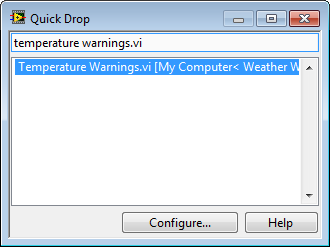 Quick Drop
temperature warnings.vi
Temperature Warnings.vi [My Computer< Weather W
Configure...
Help